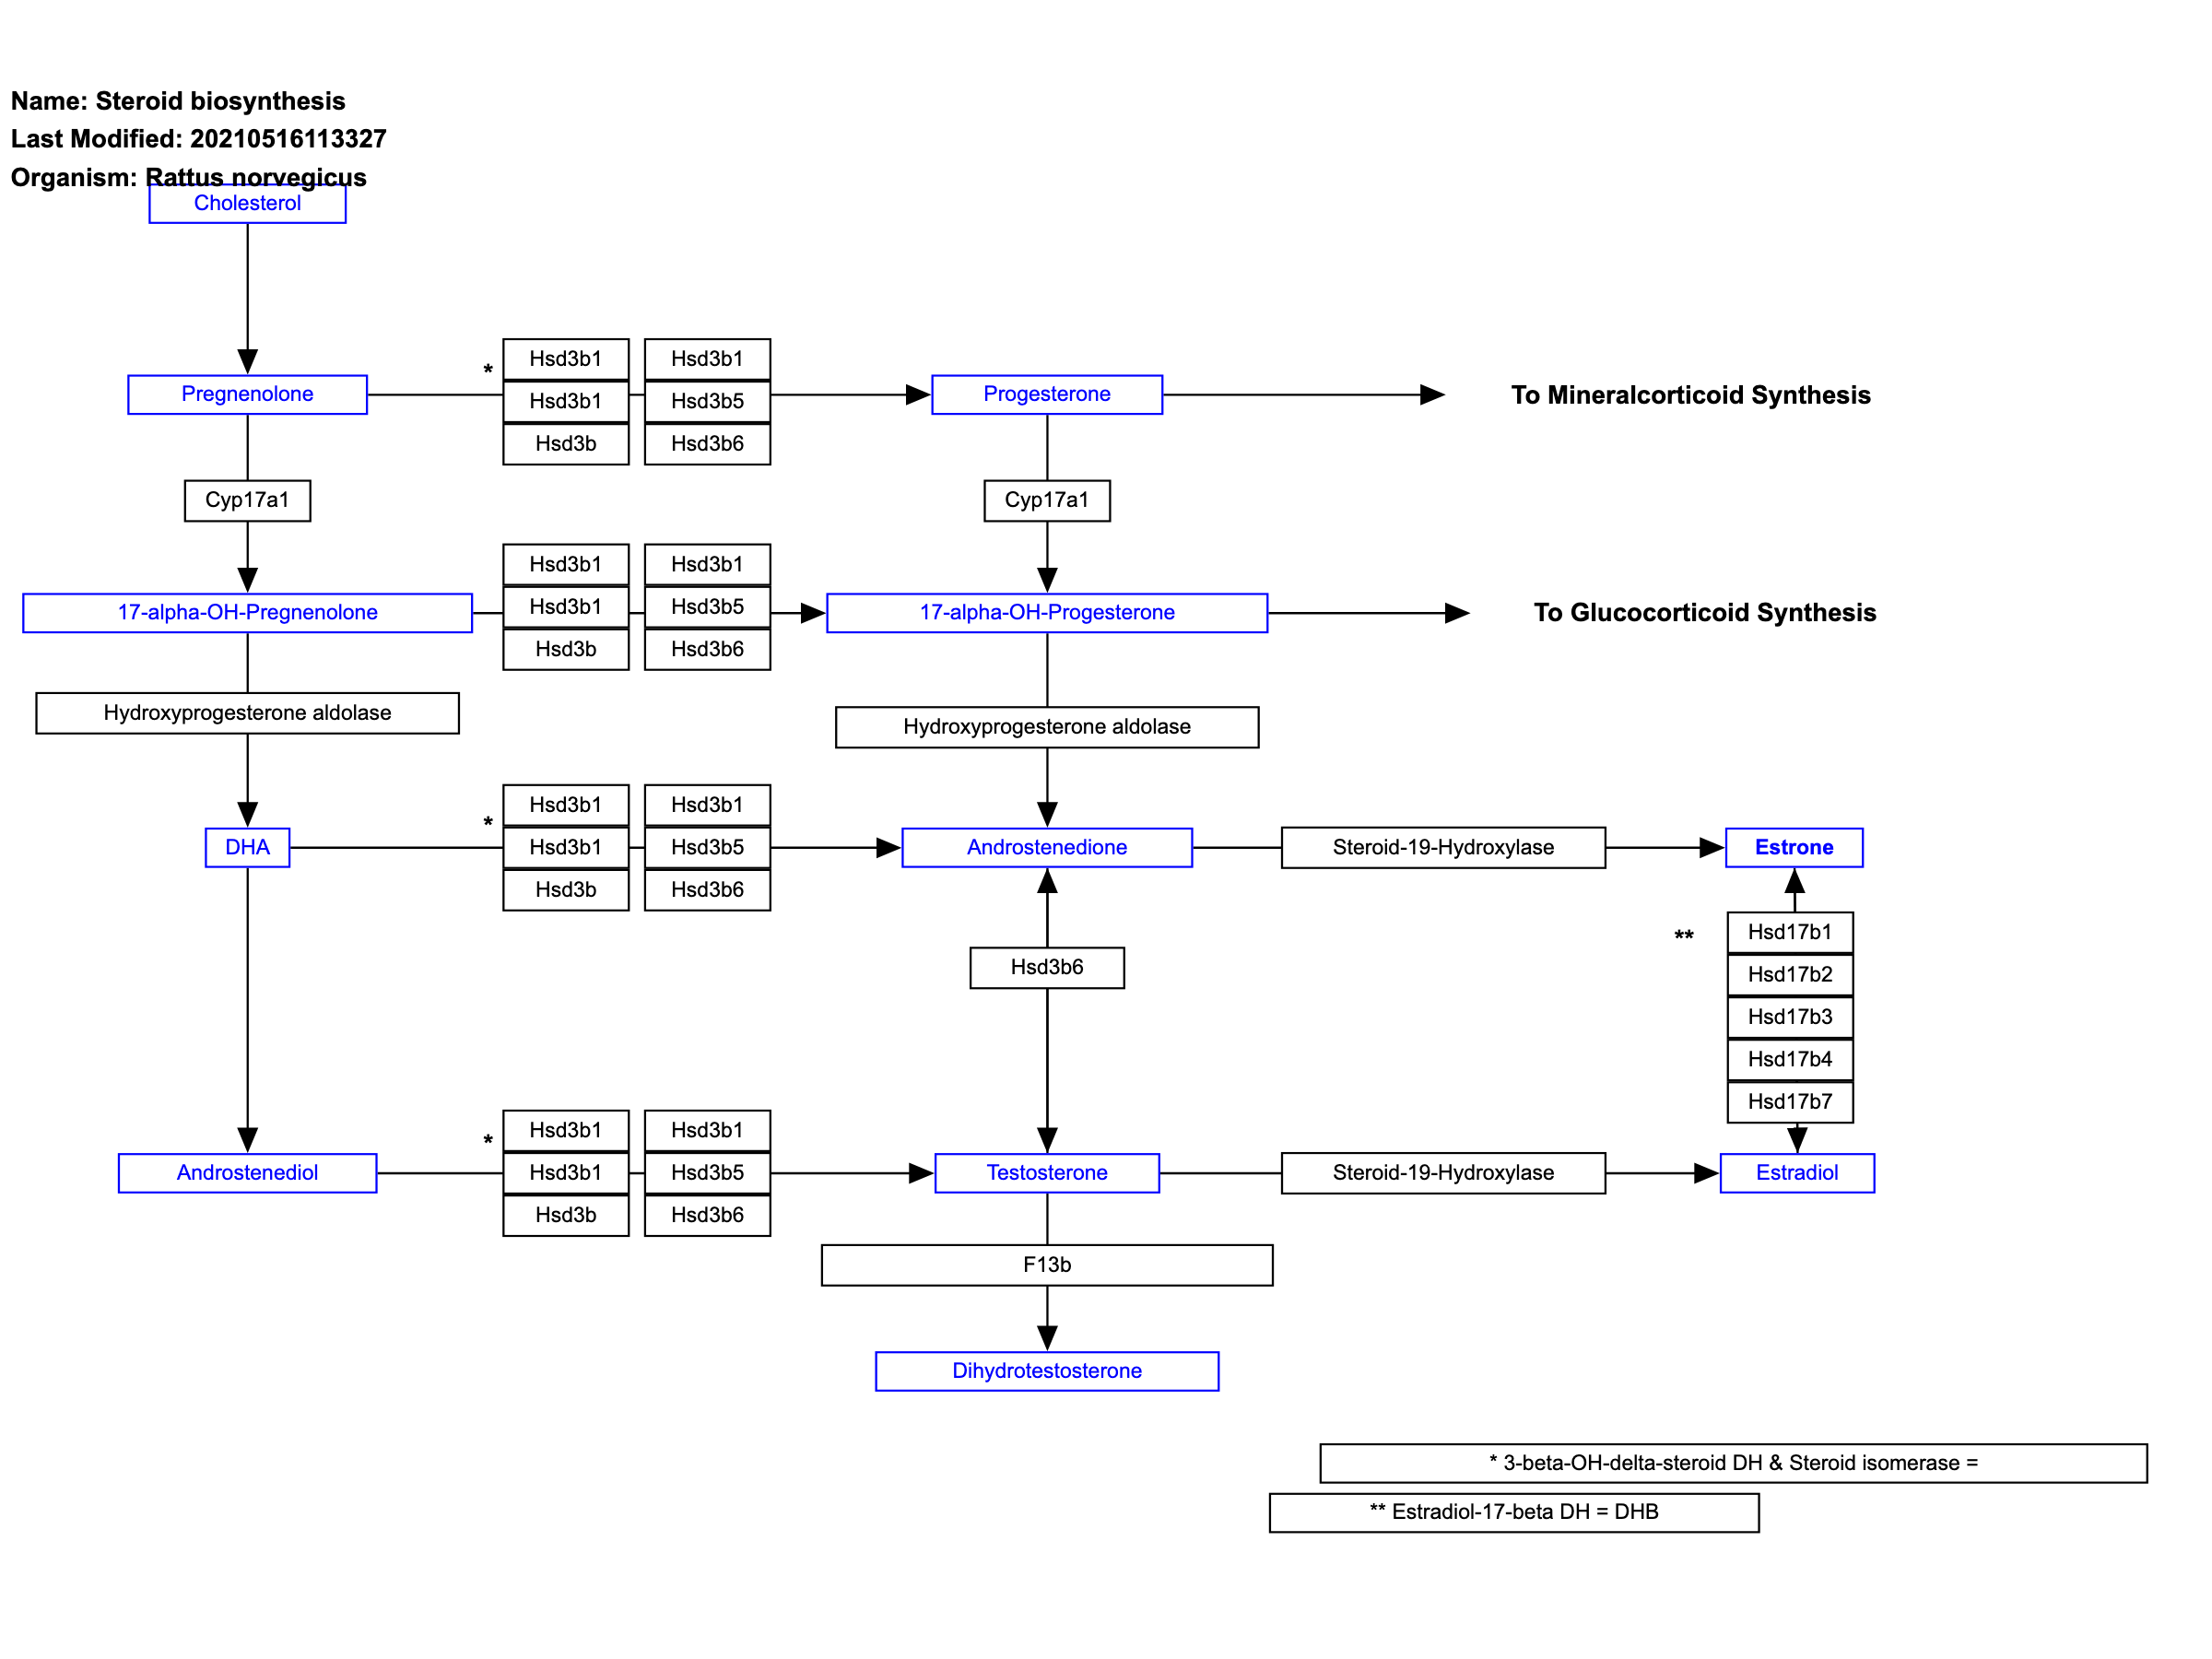 Name: Steroid biosynthesis
Last Modified: 20210516113327
Organism: Rattus norvegicus
Cholesterol
* Hsd3b1 Hsd3b1
Pregnenolone Hsd3b1 Hsd3b5 Progesterone To Mineralcorticoid Synthesis
Hsd3b Hsd3b6
Cyp17a1 Cyp17a1
Hsd3b1 Hsd3b1
17-alpha-OH-Pregnenolone Hsd3b1 Hsd3b5 17-alpha-OH-Progesterone To Glucocorticoid Synthesis
Hsd3b Hsd3b6
Hydroxyprogesterone aldolase Hydroxyprogesterone aldolase
* Hsd3b1 Hsd3b1
DHA Hsd3b1 Hsd3b5 Androstenedione Steroid-19-Hydroxylase Estrone
Hsd3b Hsd3b6
** Hsd17b1
Hsd3b6 Hsd17b2
Hsd17b3
Hsd17b4
Hsd17b7
* Hsd3b1 Hsd3b1
Androstenediol Hsd3b1 Hsd3b5 Testosterone Steroid-19-Hydroxylase Estradiol
Hsd3b Hsd3b6
F13b
Dihydrotestosterone
* 3-beta-OH-delta-steroid DH & Steroid isomerase =
** Estradiol-17-beta DH = DHB